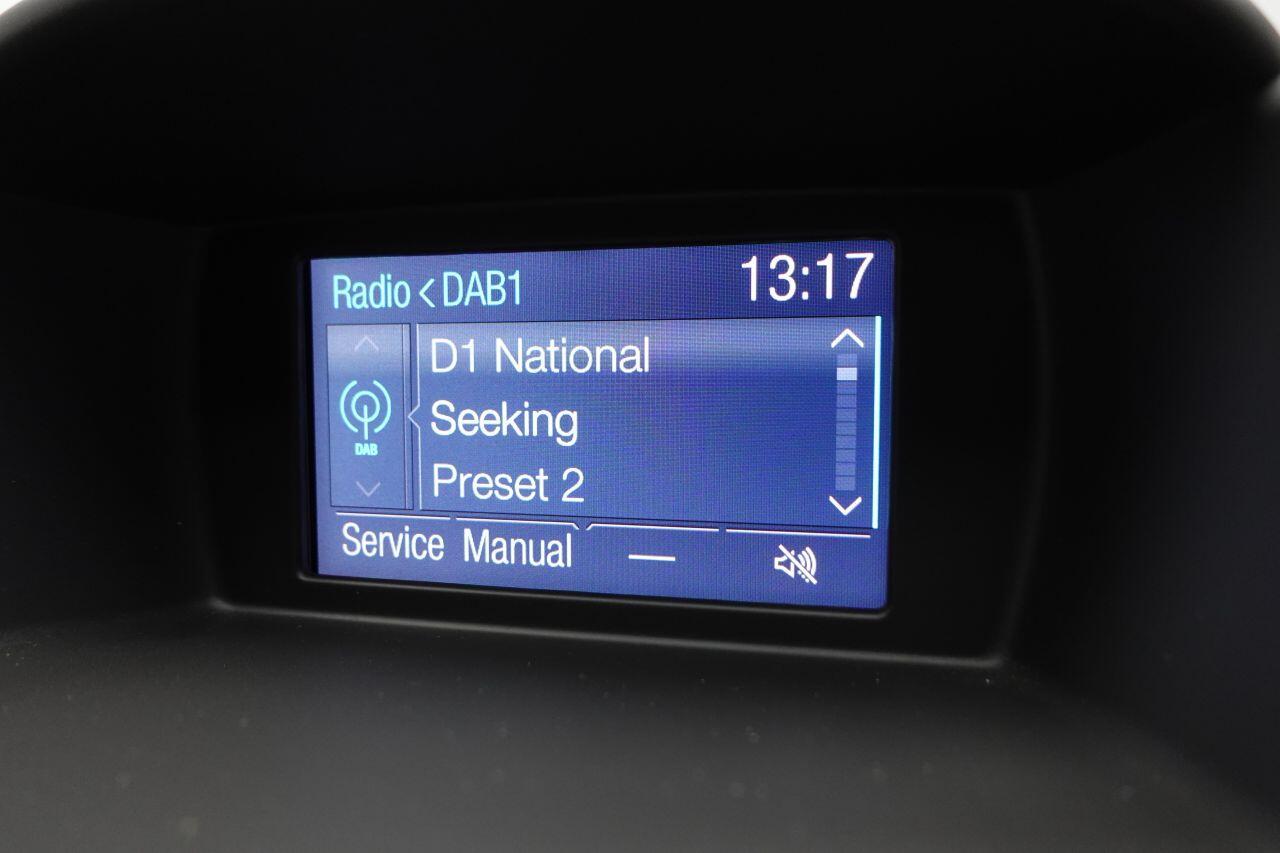 Radio < DAB1 13:17
D1 National
DAB
Seeking
Preset 2
Service Manual —